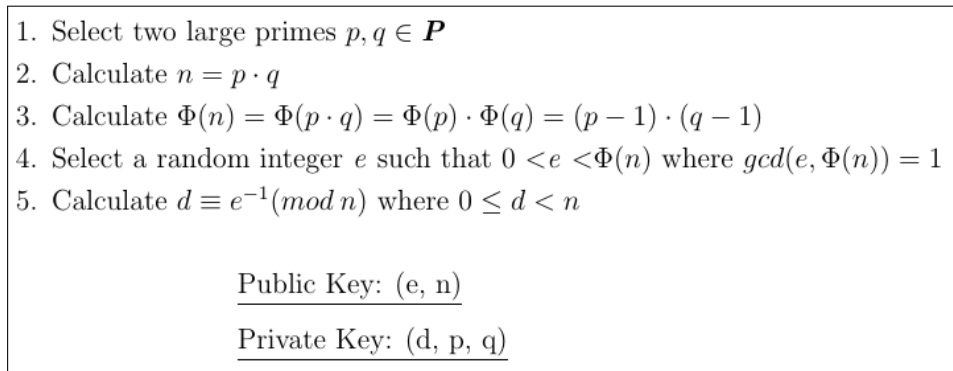 1. Select two large primes p, q ∈ P
2. Calculate n = p · q
3. Calculate Φ(n) = Φ(p · q) = Φ(p) · Φ(q) = (p − 1) · (q − 1)
4. Select a random integer e such that 0 < e < Φ(n) where gcd(e, Φ(n)) = 1
5. Calculate d ≡ e⁻¹(mod n) where 0 ≤ d < n
Public Key: (e, n)
Private Key: (d, p, q)